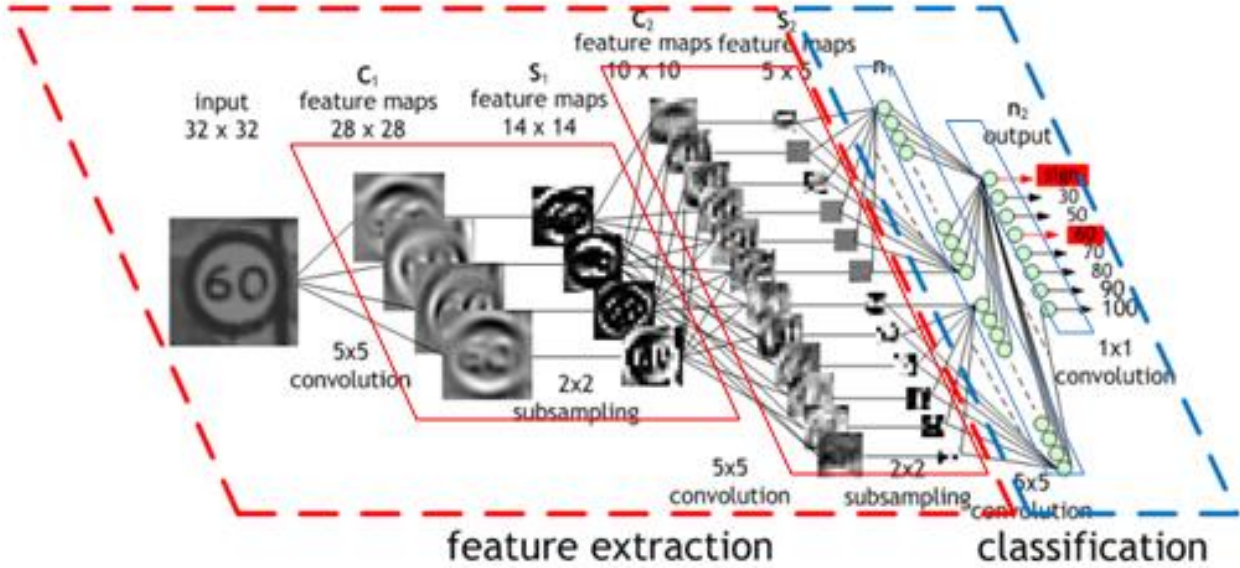 input
32 x 32
C1
feature maps
28 x 28
S1
feature maps
14 x 14
C2
feature maps
10 x 10
S2
feature maps
5 x 5
n1
n2
output
60
sign
30
50
60
70
80
90
100
5x5
convolution
2x2
subsampling
5x5
convolution
2x2
subsampling
5x5
convolution
1x1
convolution
feature extraction
classification